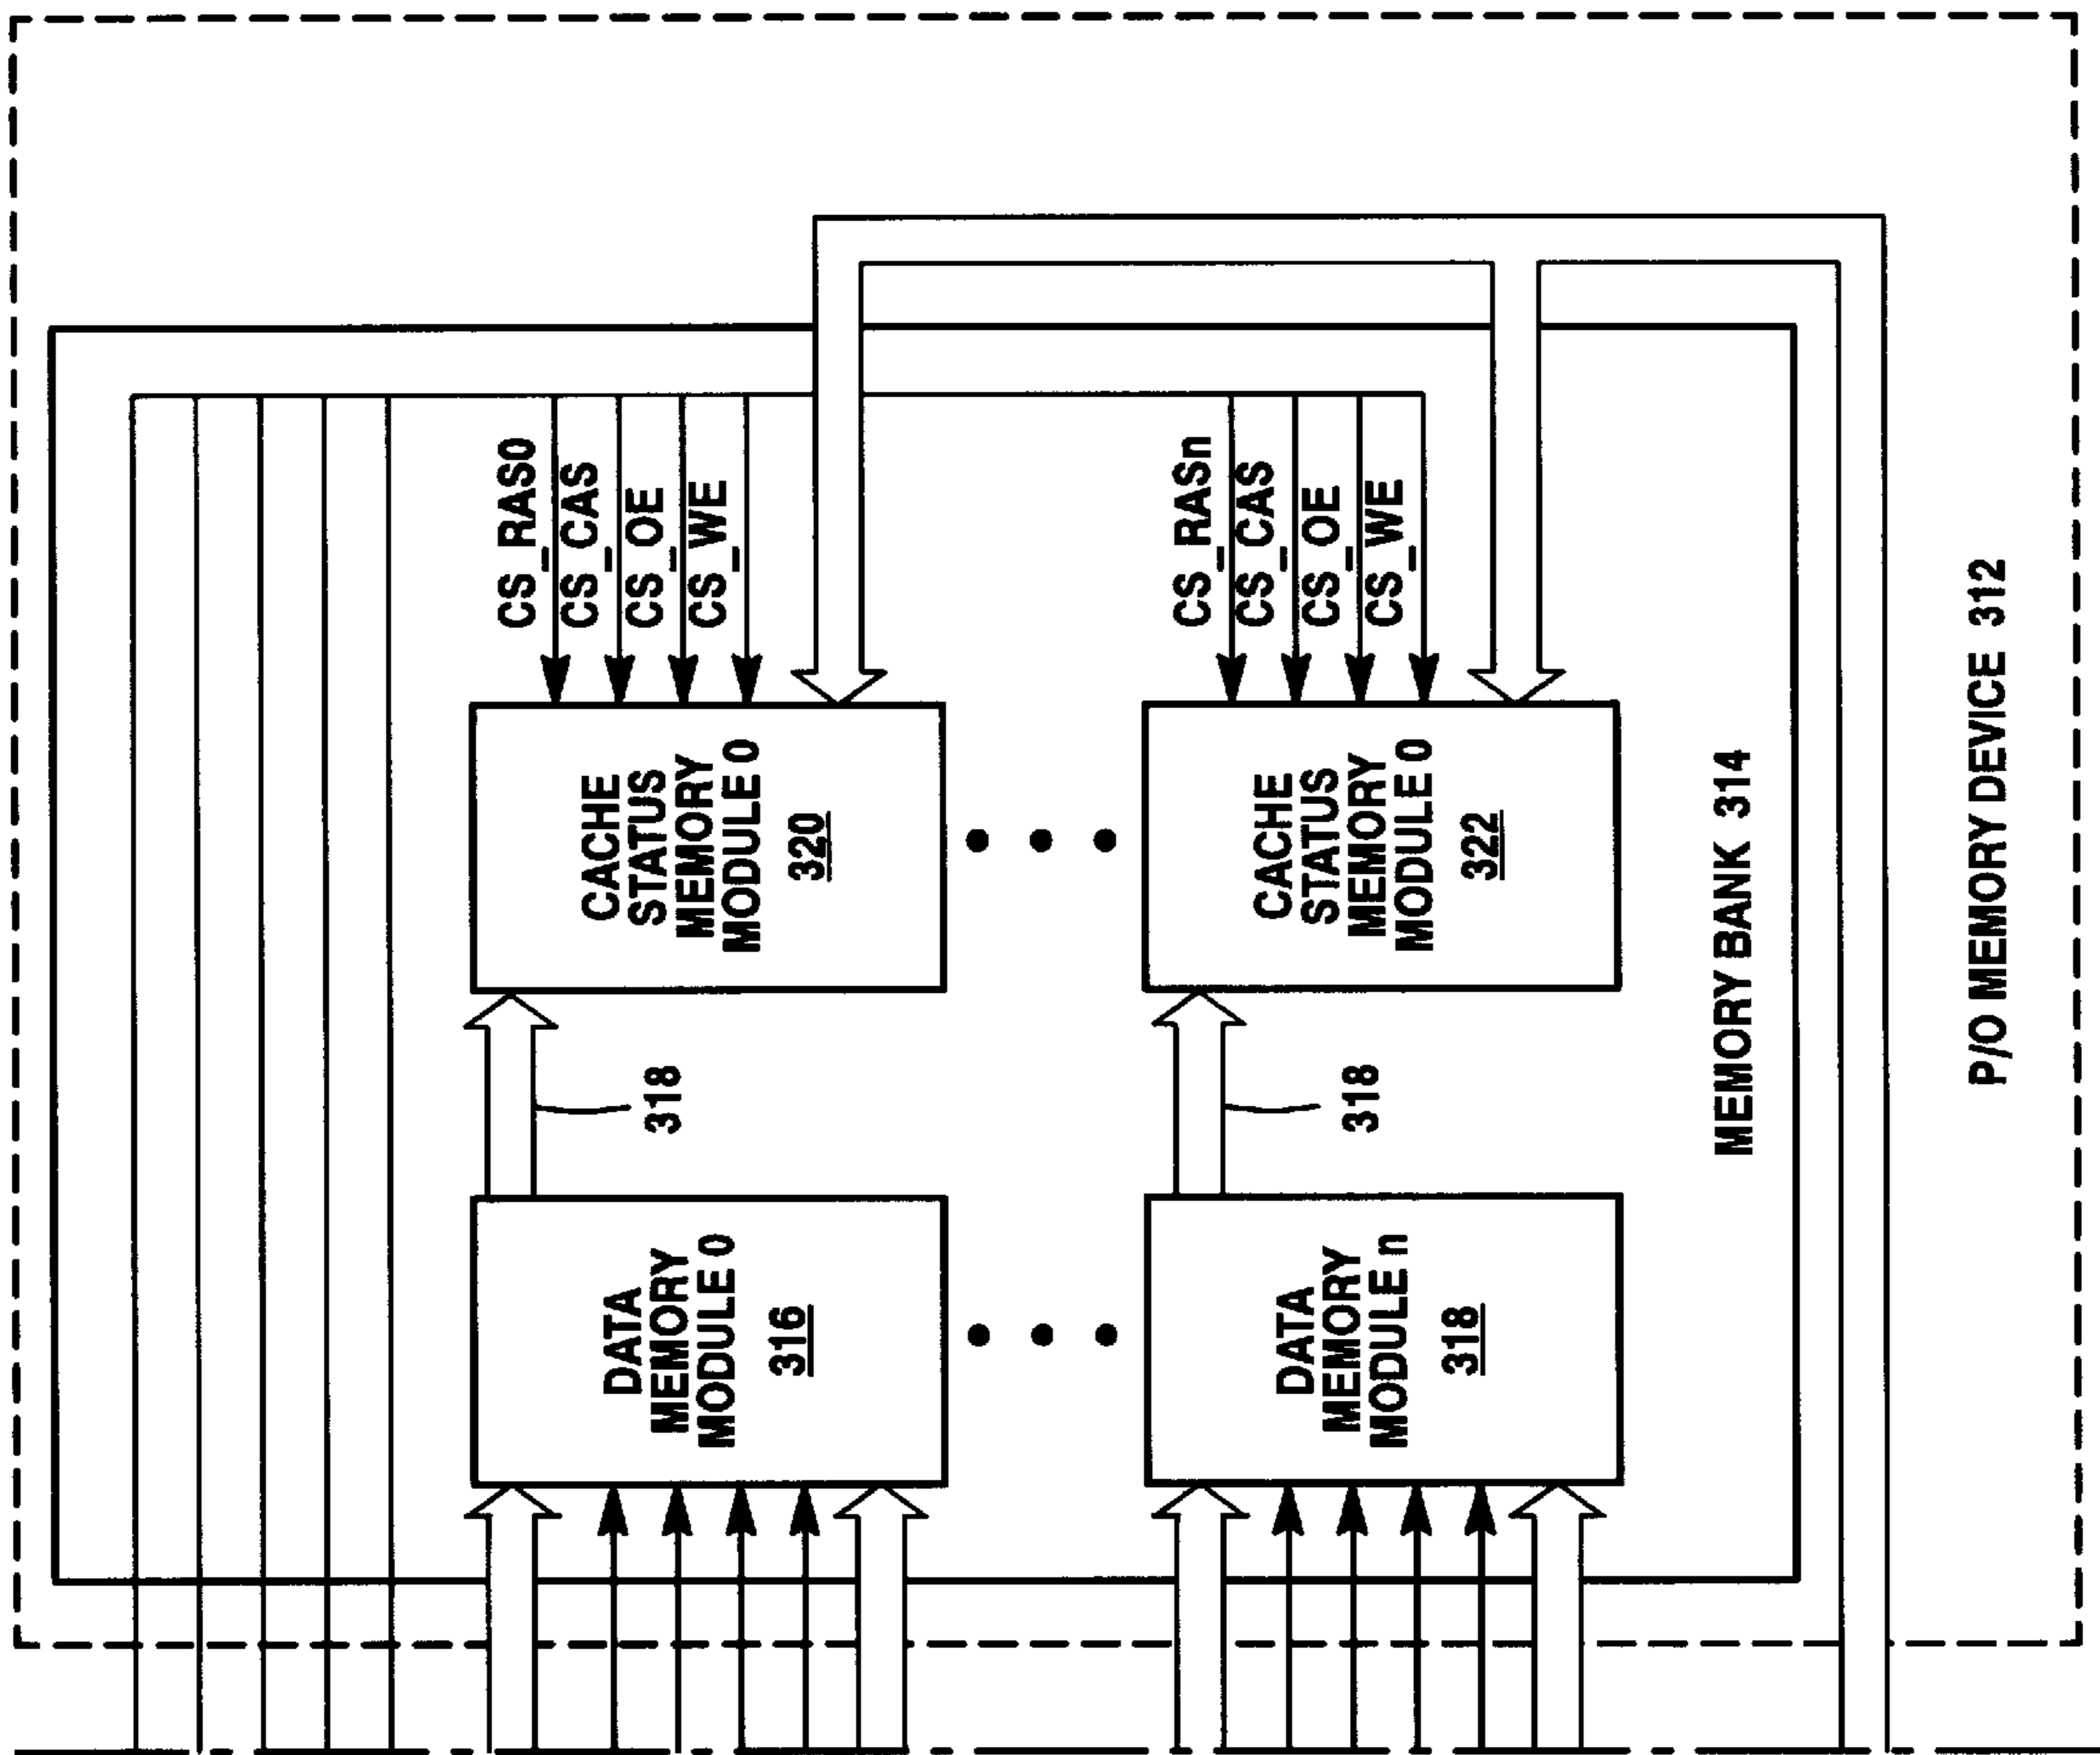 CS_RAS0
CS_CAS
CS_OE
CS_WE
CACHE
STATUS
MEMORY
MODULE 0
320
318
DATA
MEMORY
MODULE 0
316
CS_RASn
CS_CAS
CS_OE
CS_WE
CACHE
STATUS
MEMORY
MODULE 0
322
318
DATA
MEMORY
MODULE n
318
MEMORY BANK 314
P/O MEMORY DEVICE 312